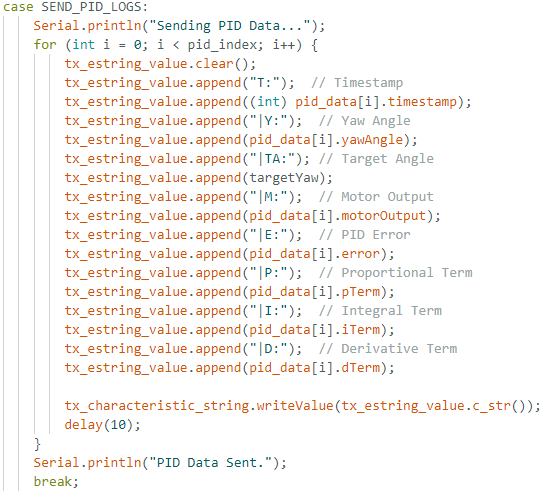 case SEND_PID_LOGS:
    Serial.println("Sending PID Data...");
    for (int i = 0; i < pid_index; i++) {
        tx_estring_value.clear();
        tx_estring_value.append("T:");  // Timestamp
        tx_estring_value.append((int) pid_data[i].timestamp);
        tx_estring_value.append("|Y:");  // Yaw Angle
        tx_estring_value.append(pid_data[i].yawAngle);
        tx_estring_value.append("|TA:"); // Target Angle
        tx_estring_value.append(targetYaw);
        tx_estring_value.append("|M:");  // Motor Output
        tx_estring_value.append(pid_data[i].motorOutput);
        tx_estring_value.append("|E:");  // PID Error
        tx_estring_value.append(pid_data[i].error);
        tx_estring_value.append("|P:");  // Proportional Term
        tx_estring_value.append(pid_data[i].pTerm);
        tx_estring_value.append("|I:");  // Integral Term
        tx_estring_value.append(pid_data[i].iTerm);
        tx_estring_value.append("|D:");  // Derivative Term
        tx_estring_value.append(pid_data[i].dTerm);

        tx_characteristic_string.writeValue(tx_estring_value.c_str());
        delay(10);
    }
    Serial.println("PID Data Sent.");
    break;